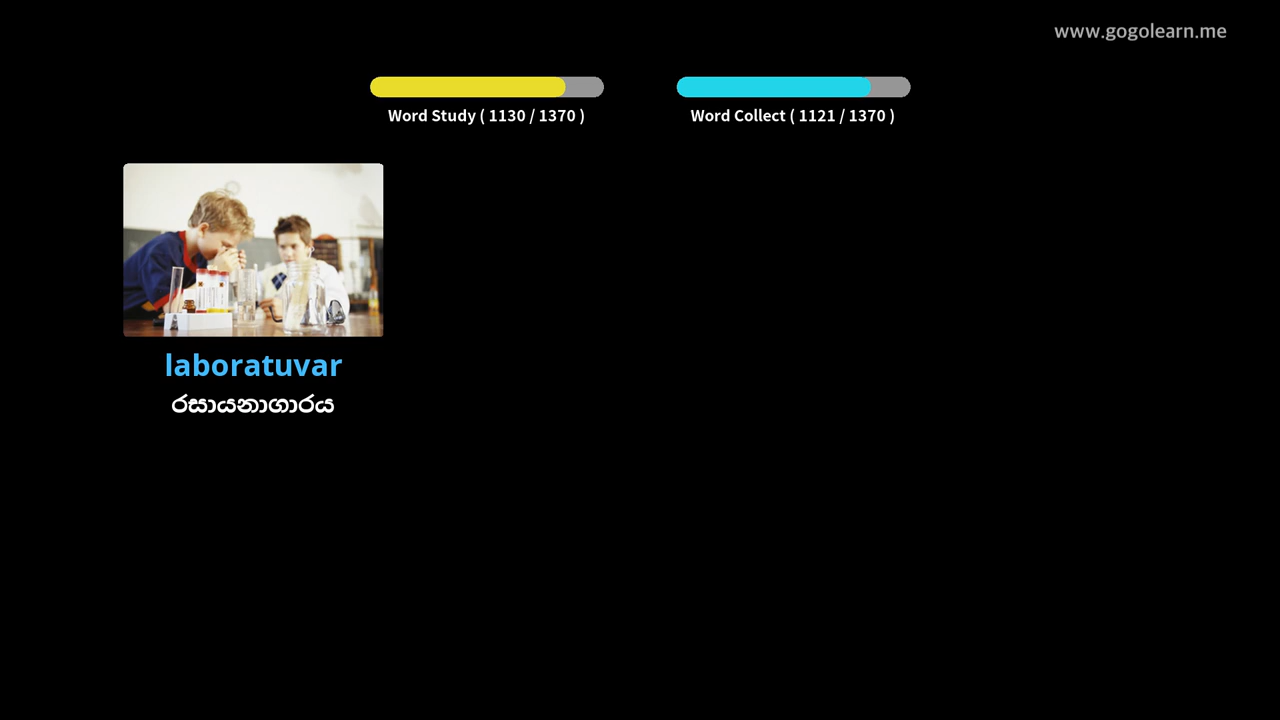 www.gogolearn.me
Word Study ( 1130 / 1370 )
Word Collect ( 1121 / 1370 )
laboratuvar
රසායනාගාරය